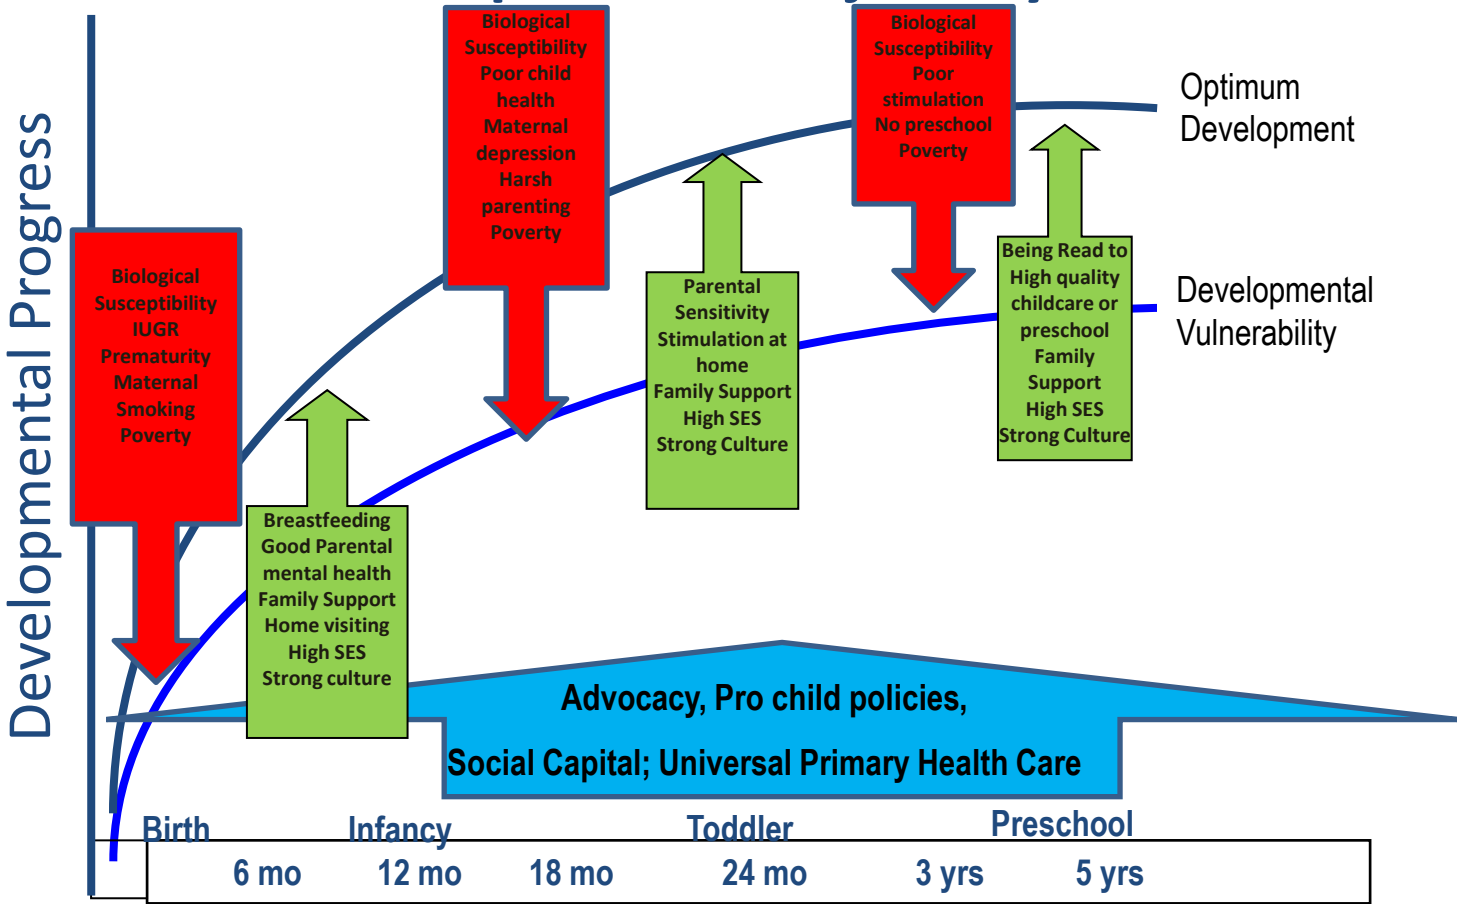 Developmental Progress
Biological
Susceptibility
IUGR
Prematurity
Maternal
Smoking
Poverty
Breastfeeding
Good Parental
mental health
Family Support
Home visiting
High SES
Strong culture
Biological
Susceptibility
Poor child
health
Maternal
depression
Harsh
parenting
Poverty
Parental
Sensitivity
Stimulation at
home
Family Support
High SES
Strong Culture
Biological
Susceptibility
Poor
stimulation
No preschool
Poverty
Being Read to
High quality
childcare or
preschool
Family
Support
High SES
Strong Culture
Optimum
Development
Developmental
Vulnerability
Advocacy, Pro child policies,
Social Capital; Universal Primary Health Care
Birth Infancy Toddler Preschool
6 mo 12 mo 18 mo 24 mo 3 yrs 5 yrs